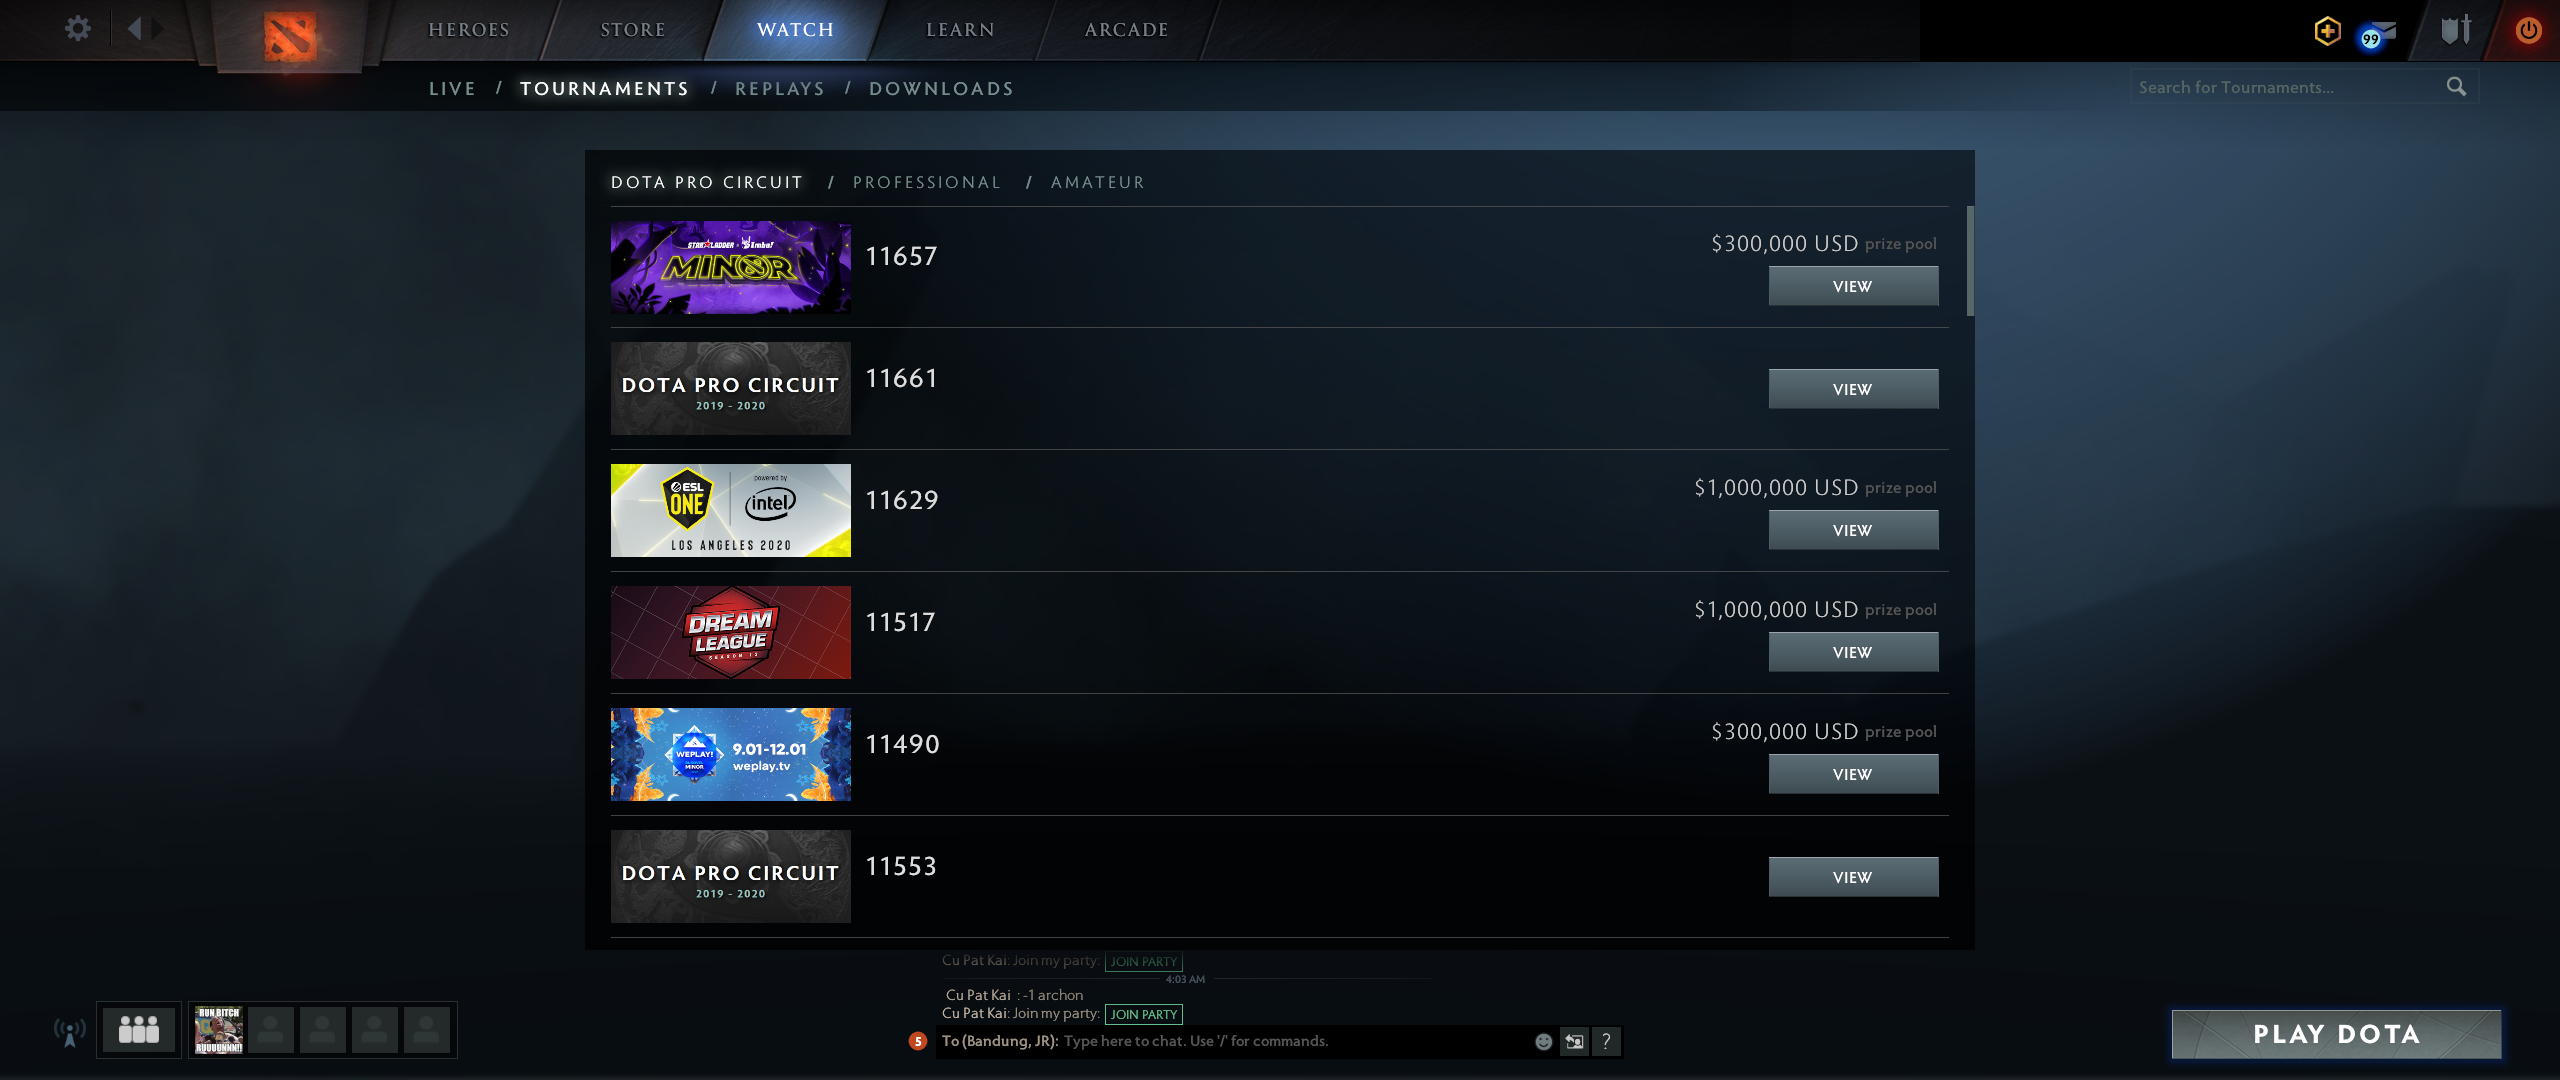 HEROES
STORE
WATCH
LEARN
ARCADE
99
LIVE / TOURNAMENTS / REPLAYS / DOWNLOADS
Search for Tournaments...
DOTA PRO CIRCUIT / PROFESSIONAL / AMATEUR
STAR LADDER Imba!
MINOR
11657
$300,000 USD prize pool
VIEW
DOTA PRO CIRCUIT
2019 - 2020
11661
VIEW
ESL
ONE
powered by
intel
LOS ANGELES 2020
11629
$1,000,000 USD prize pool
VIEW
DREAM
LEAGUE
SEASON 13
11517
$1,000,000 USD prize pool
VIEW
WEPLAY!
MINOR
9.01-12.01
weplay.tv
11490
$300,000 USD prize pool
VIEW
DOTA PRO CIRCUIT
2019 - 2020
11553
VIEW
Cu Pat Kai: Join my party: JOIN PARTY
4:03 AM
Cu Pat Kai : -1 archon
Cu Pat Kai: Join my party: JOIN PARTY
5 To (Bandung, JR): Type here to chat. Use '/' for commands.
?
RUN BITCH
RUUUUNNN!!
PLAY DOTA